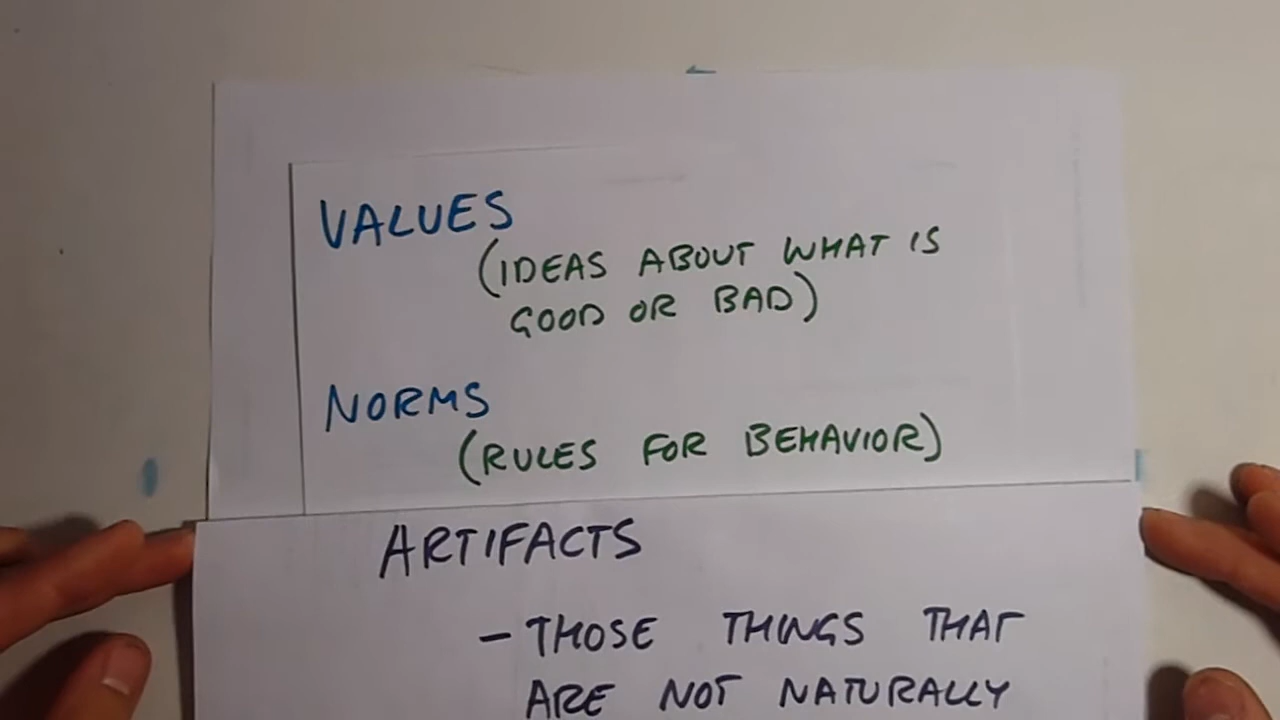 VALUES
(IDEAS ABOUT WHAT IS
GOOD OR BAD)
NORMS
(RULES FOR BEHAVIOR)
ARTIFACTS
- THOSE THINGS THAT
ARE NOT NATURALLY